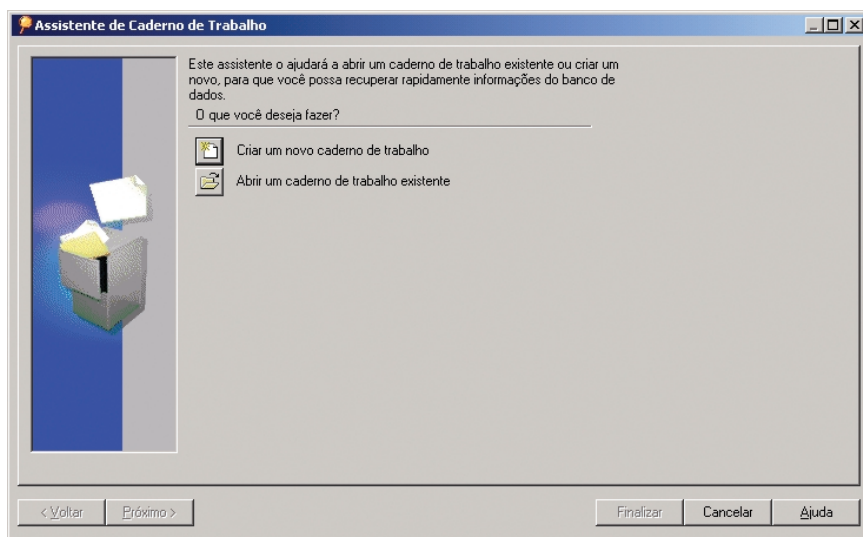 Assistente de Caderno de Trabalho
Este assistente o ajudará a abrir um caderno de trabalho existente ou criar um
novo, para que você possa recuperar rapidamente informações do banco de
dados.
O que você deseja fazer?
Criar um novo caderno de trabalho
Abrir um caderno de trabalho existente
< Voltar
Próximo >
Finalizar
Cancelar
Ajuda